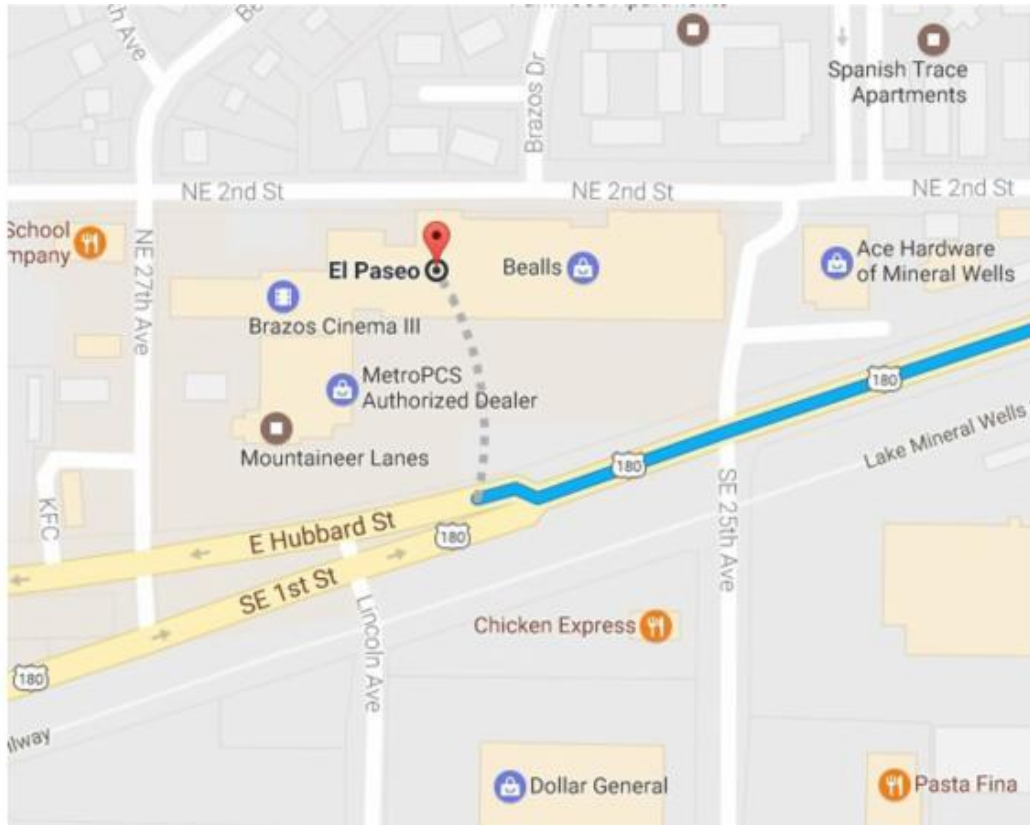 Brazos Dr
Spanish Trace
Apartments
NE 2nd St
NE 2nd St
NE 2nd St
School
NE 27th Ave
El Paseo
Bealls
Ace Hardware
of Mineral Wells
Brazos Cinema III
MetroPCS
Authorized Dealer
180
Mountaineer Lanes
180
Lake Mineral Wells
KFC
E Hubbard St
180
SE 25th Ave
SE 1st St
Lincoln Ave
Chicken Express
180
Dollar General
Pasta Fina